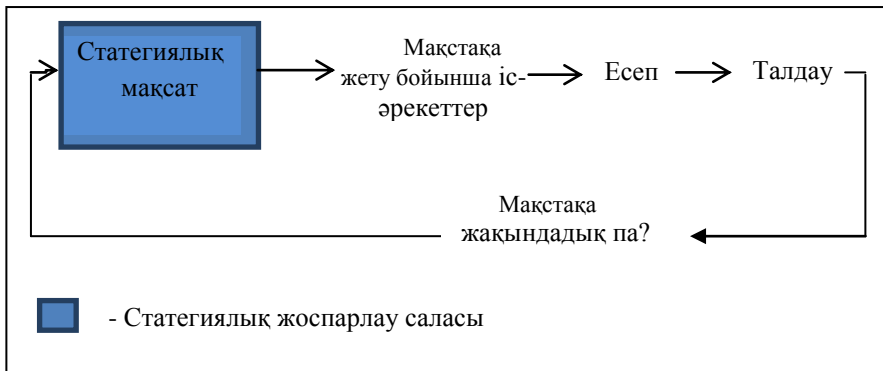 Статегиялық
мақсат
Мақстақа
жету бойынша іс-
әрекеттер
Есеп
Талдау
Мақстақа
жақындадық па?
- Статегиялық жоспарлау саласы